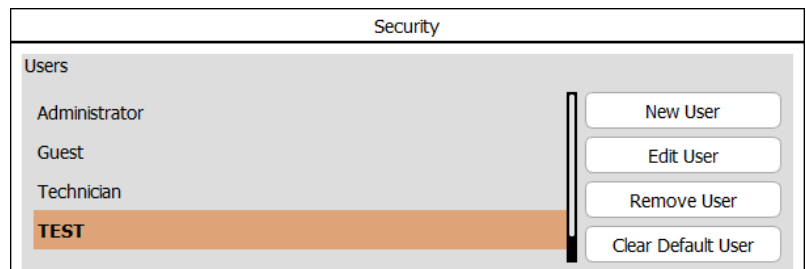 Security
Users
Administrator
New User
Guest
Edit User
Technician
Remove User
TEST
Clear Default User